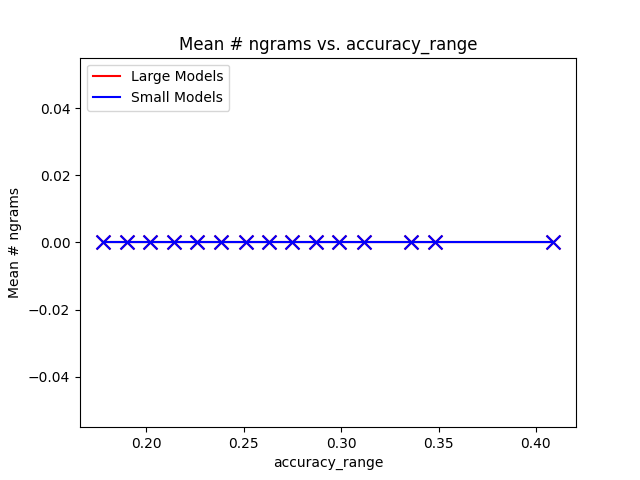 Mean # ngrams vs. accuracy_range
Large Models
Small Models
0.04
0.02
0.00
−0.02
−0.04
Mean # ngrams
0.20 0.25 0.30 0.35 0.40
accuracy_range